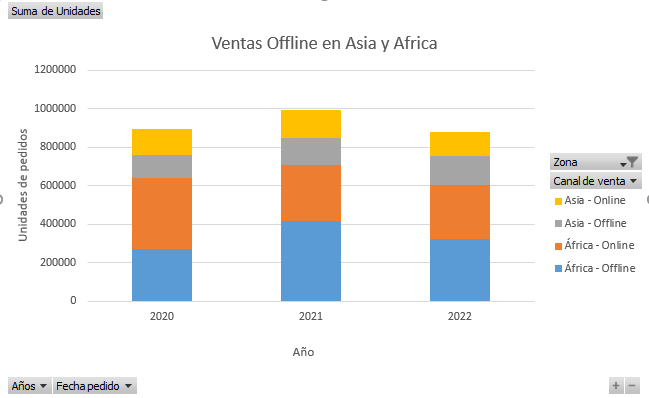 Suma de Unidades
Ventas Offline en Asia y Africa
Unidades de pedidos
1200000
1000000
800000
600000
400000
200000
0
2020
2021
2022
Año
Zona
Canal de venta
Asia - Online
Asia - Offline
África - Online
África - Offline
Años
Fecha pedido
+ −